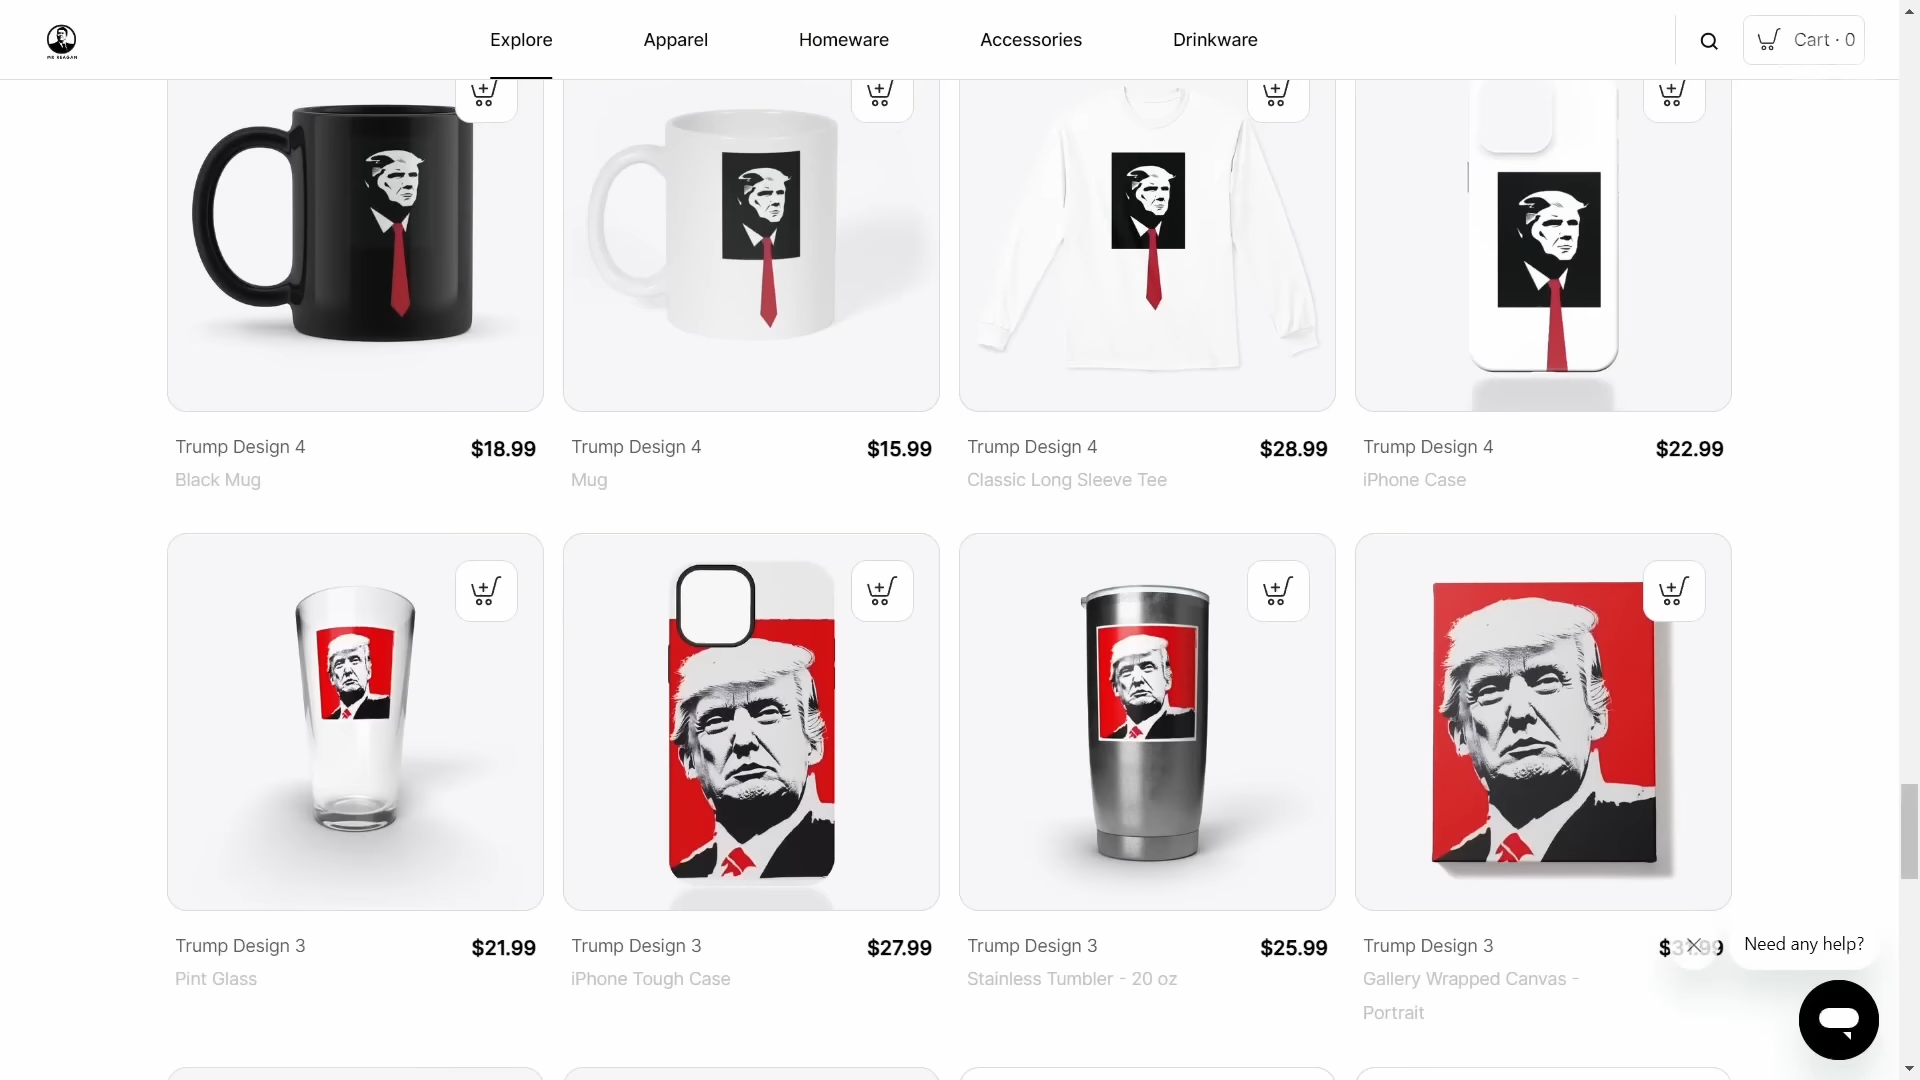 Explore
Apparel
Homeware
Accessories
Drinkware
Cart · 0
MR REAGAN
Trump Design 4
$18.99
Black Mug
Trump Design 4
$15.99
Mug
Trump Design 4
$28.99
Classic Long Sleeve Tee
Trump Design 4
$22.99
iPhone Case
Trump Design 3
$21.99
Pint Glass
Trump Design 3
$27.99
iPhone Tough Case
Trump Design 3
$25.99
Stainless Tumbler - 20 oz
Trump Design 3
Gallery Wrapped Canvas -
Portrait
Need any help?